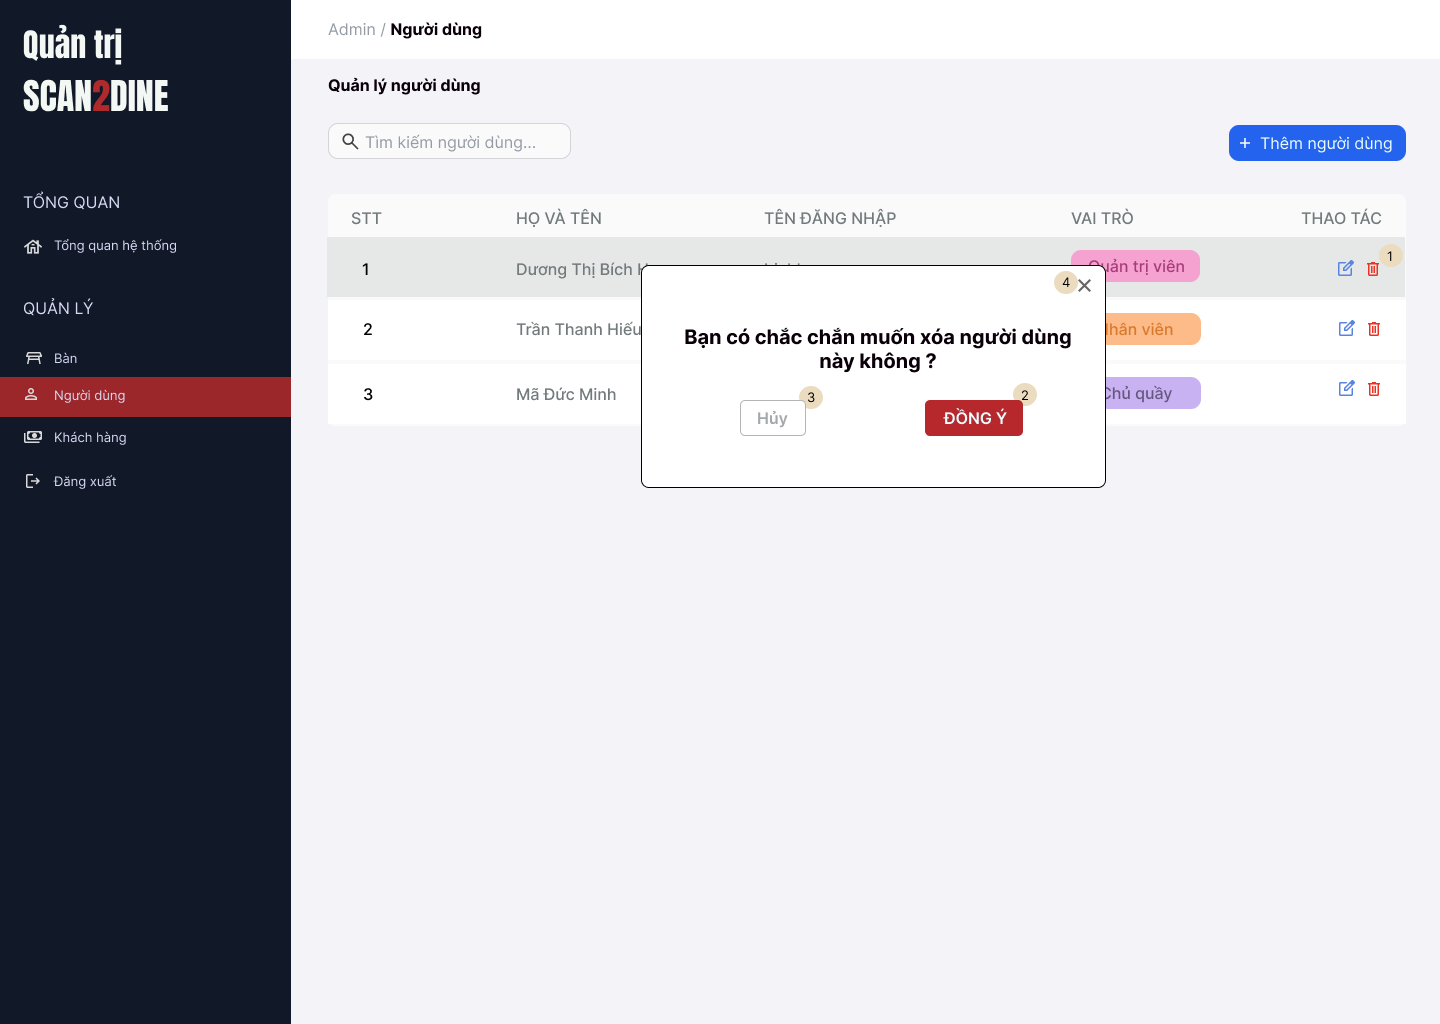 Quản trị
SCAN2DINE
TỔNG QUAN
Tổng quan hệ thống
QUẢN LÝ
Bàn
Người dùng
Khách hàng
Đăng xuất
Admin / Người dùng
Quản lý người dùng
Tìm kiếm người dùng...
+ Thêm người dùng
STT HỌ VÀ TÊN TÊN ĐĂNG NHẬP VAI TRÒ THAO TÁC
1 Dương Thị Bích Quản trị viên 1
2 Trần Thanh Hiếu Nhân viên
3 Mã Đức Minh Chủ quầy
4
Bạn có chắc chắn muốn xóa người dùng
này không ?
3 2
Hủy ĐỒNG Ý